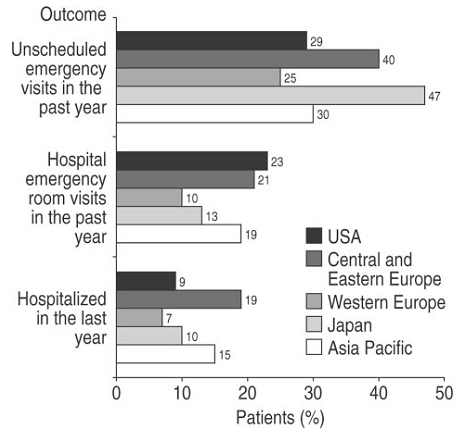 Outcome
Unscheduled
emergency
visits in the
past year
29
40
25
47
30
Hospital
emergency
room visits
in the past
year
23
21
10
13
19
Hospitalized
in the last
year
9
19
7
10
15
USA
Central and
Eastern Europe
Western Europe
Japan
Asia Pacific
0 10 20 30 40 50
Patients (%)